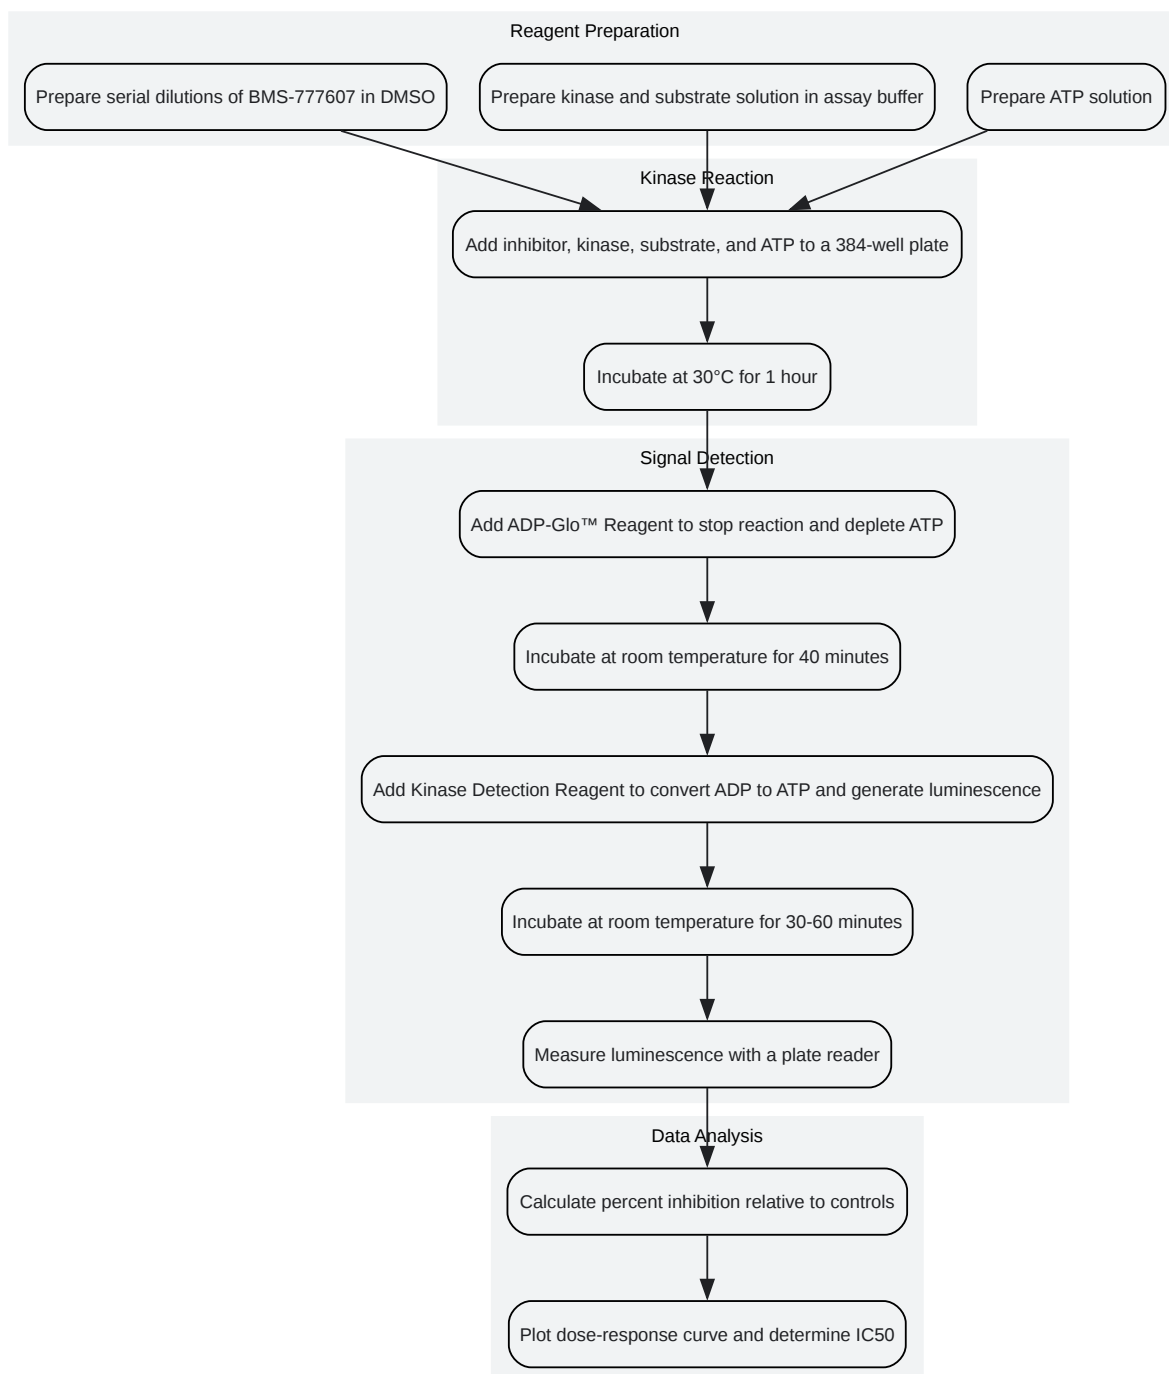 Reagent Preparation
Prepare serial dilutions of BMS-777607 in DMSO
Prepare kinase and substrate solution in assay buffer
Prepare ATP solution
Kinase Reaction
Add inhibitor, kinase, substrate, and ATP to a 384-well plate
Incubate at 30°C for 1 hour
Signal Detection
Add ADP-Glo™ Reagent to stop reaction and deplete ATP
Incubate at room temperature for 40 minutes
Add Kinase Detection Reagent to convert ADP to ATP and generate luminescence
Incubate at room temperature for 30-60 minutes
Measure luminescence with a plate reader
Data Analysis
Calculate percent inhibition relative to controls
Plot dose-response curve and determine IC50